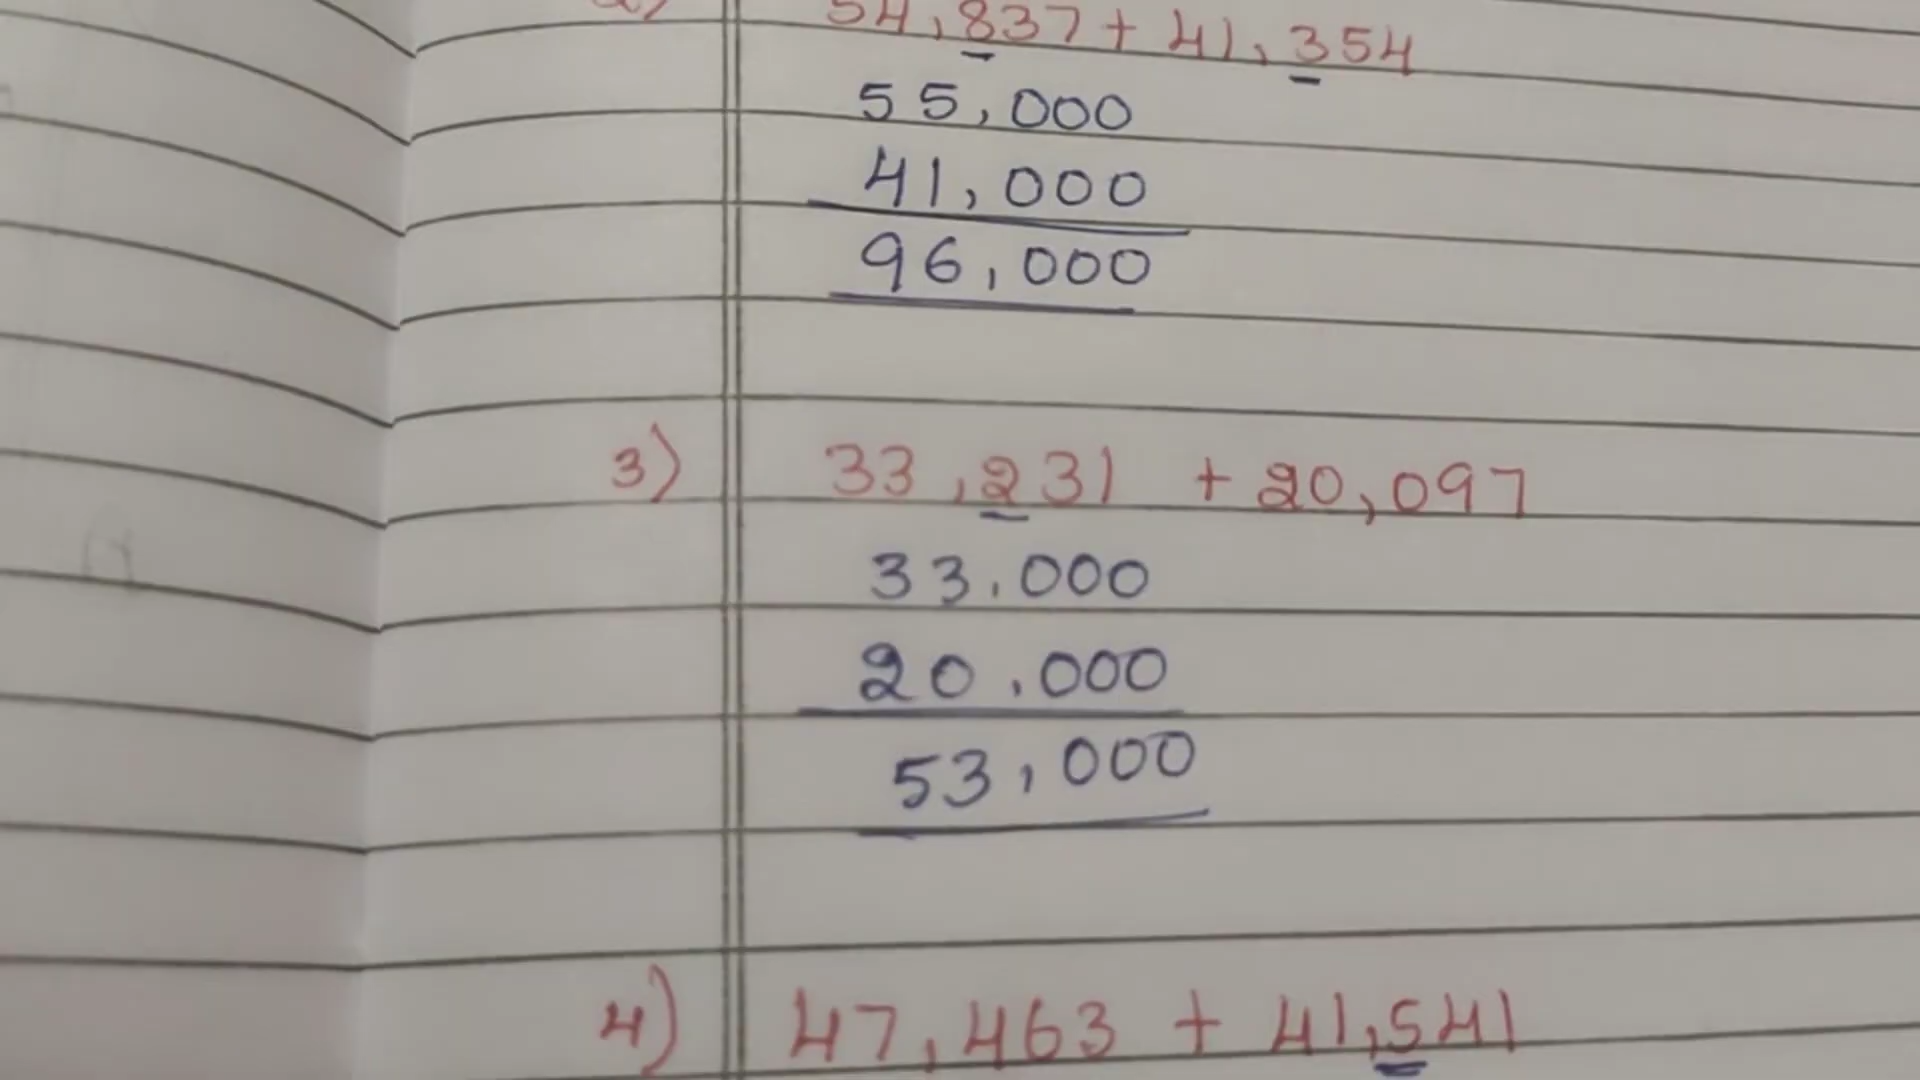 54,837 + 41,354
55,000
41,000
96,000
3) 33,231 + 20,097
33.000
20.000
53,000
4) 47,463 + 41,541